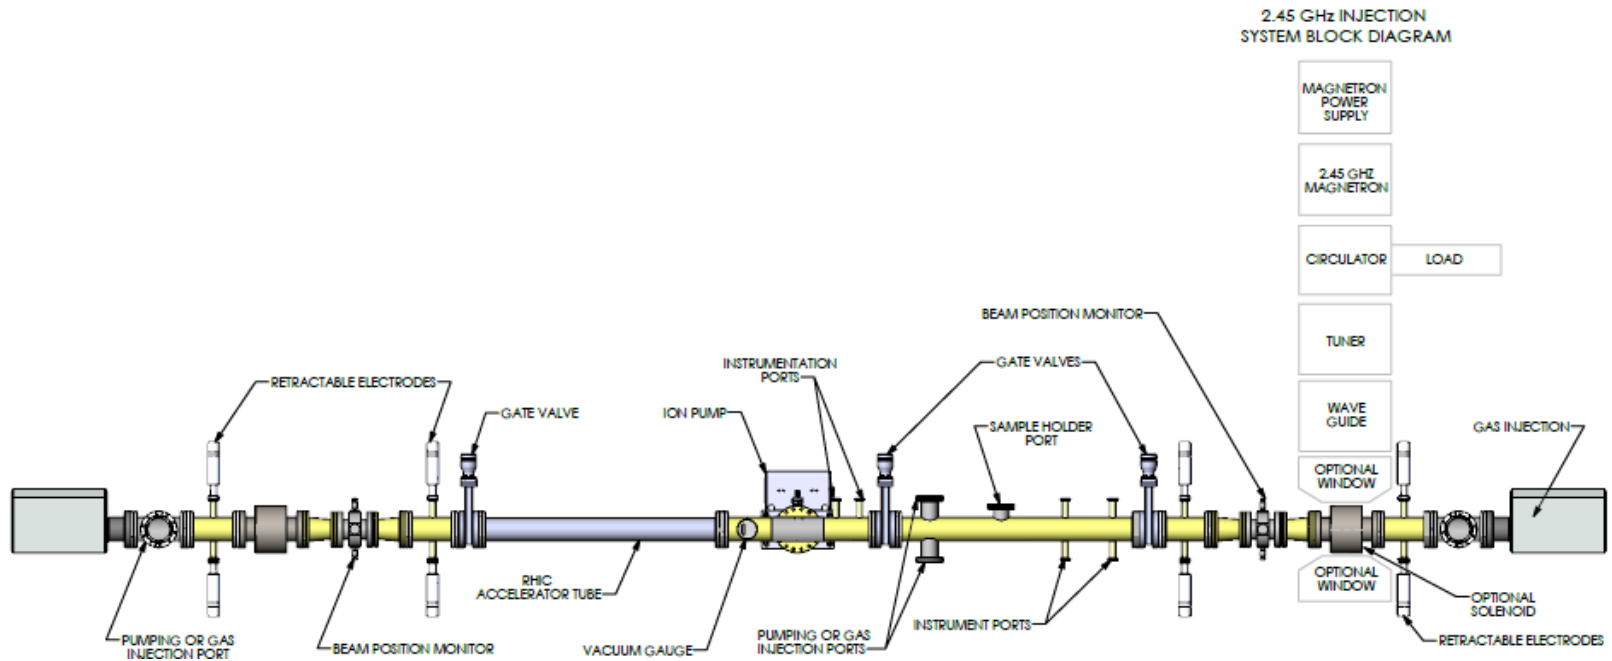 2.45 GHz INJECTION
SYSTEM BLOCK DIAGRAM
MAGNETRON
POWER
SUPPLY
2.45 GHZ
MAGNETRON
CIRCULATOR
LOAD
BEAM POSITION MONITOR
TUNER
INSTRUMENTATION
PORTS
GATE VALVES
RETRACTABLE ELECTRODES
GATE VALVE
ION PUMP
SAMPLE HOLDER
PORT
WAVE
GUIDE
GAS INJECTION
OPTIONAL
WINDOW
OPTIONAL
WINDOW
RHIC
ACCELERATOR TUBE
OPTIONAL
SOLENOID
PUMPING OR GAS
INJECTION PORT
BEAM POSITION MONITOR
VACUUM GAUGE
PUMPING OR GAS
INJECTION PORTS
INSTRUMENT PORTS
RETRACTABLE ELECTRODES